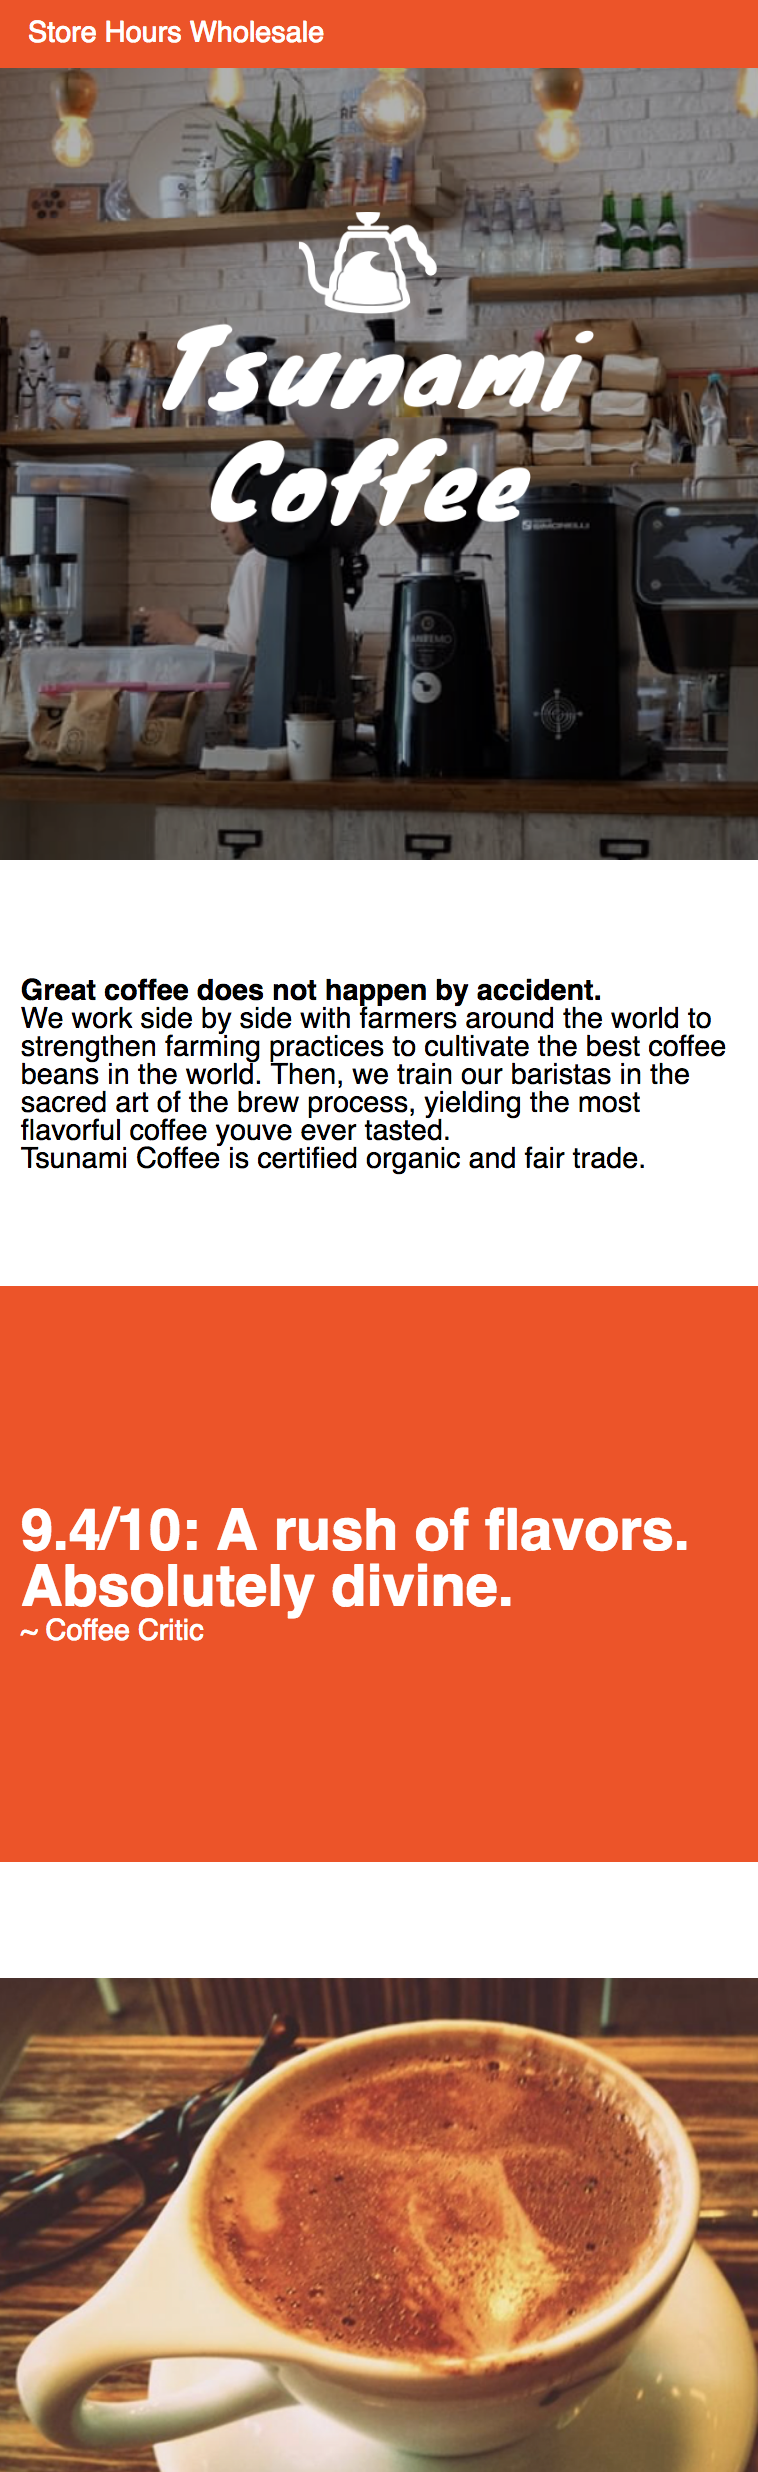 Store Hours Wholesale
Tsunami
Coffee
SIMONELLI
ANREMO
Great coffee does not happen by accident.
We work side by side with farmers around the world to
strengthen farming practices to cultivate the best coffee
beans in the world. Then, we train our baristas in the
sacred art of the brew process, yielding the most
flavorful coffee youve ever tasted.
Tsunami Coffee is certified organic and fair trade.
9.4/10: A rush of flavors.
Absolutely divine.
~ Coffee Critic